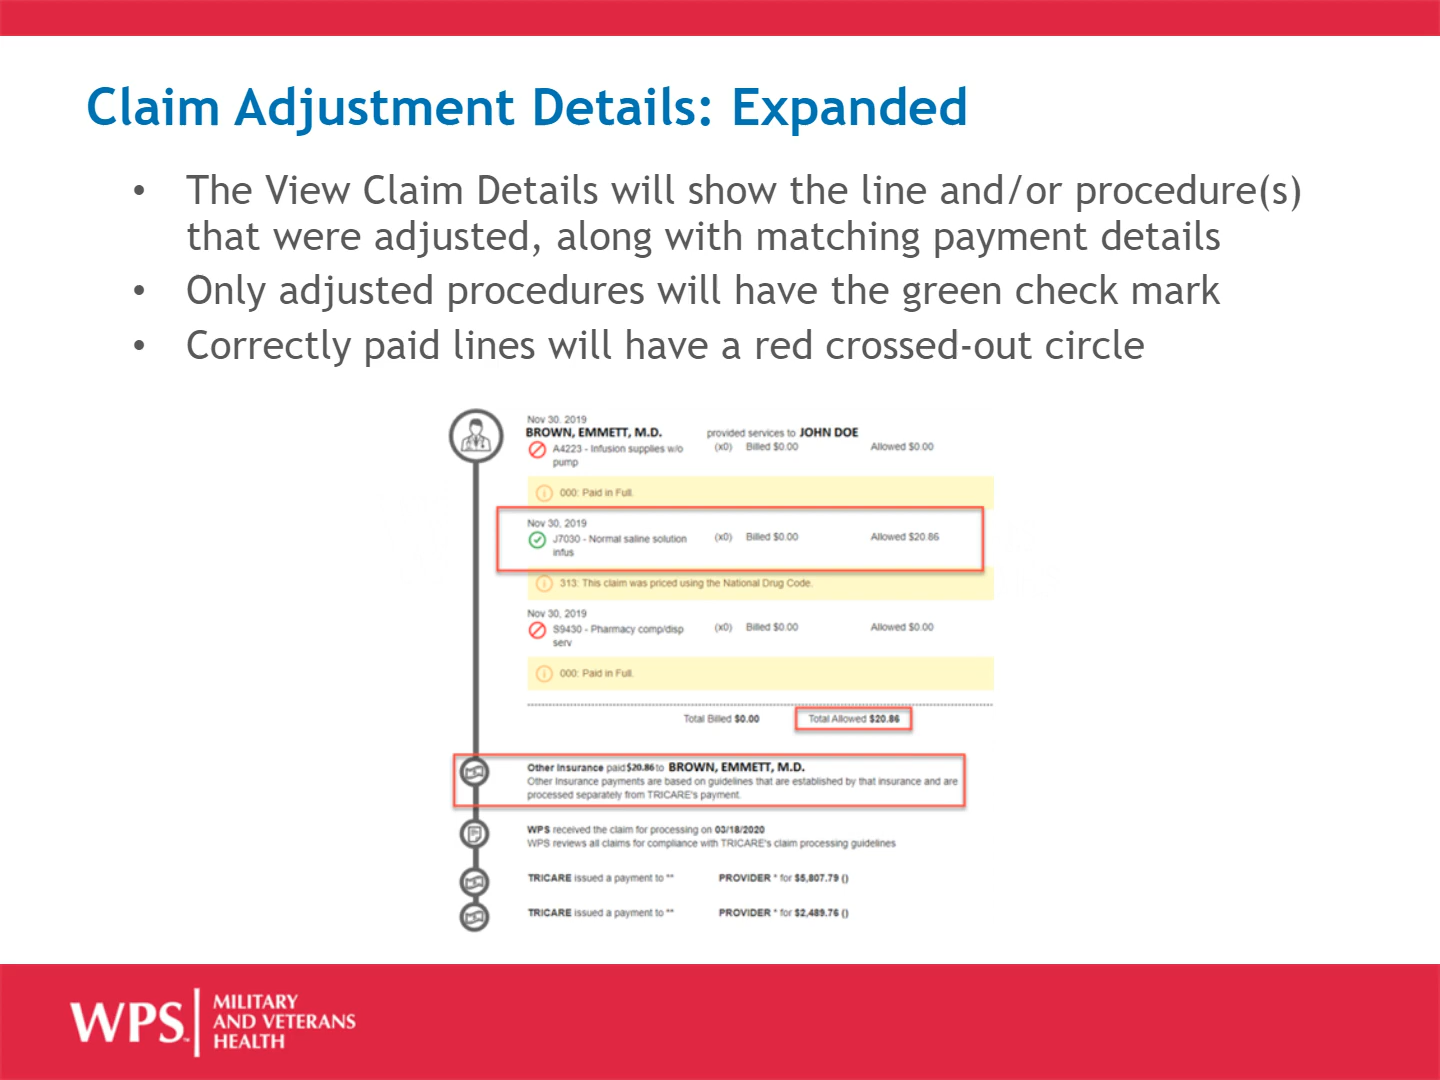 Claim Adjustment Details: Expanded
• The View Claim Details will show the line and/or procedure(s)
that were adjusted, along with matching payment details
• Only adjusted procedures will have the green check mark
• Correctly paid lines will have a red crossed-out circle
Nov 30, 2019
BROWN, EMMETT, M.D. provided services to JOHN DOE
A4223 - Infusion supplies w/o (x0) Billed $0.00 Allowed $0.00
pump
000: Paid in Full.
Nov 30, 2019
J7030 - Normal saline solution (x0) Billed $0.00 Allowed $20.86
infus
313: This claim was priced using the National Drug Code.
Nov 30, 2019
S9430 - Pharmacy comp/disp (x0) Billed $0.00 Allowed $0.00
serv
000: Paid in Full.
Total Billed $0.00 Total Allowed $20.86
Other Insurance paid $20.86 to BROWN, EMMETT, M.D.
Other Insurance payments are based on guidelines that are established by that insurance and are
processed separately from TRICARE's payment.
WPS received the claim for processing on 03/18/2020
WPS reviews all claims for compliance with TRICARE's claim processing guidelines
TRICARE issued a payment to ** PROVIDER * for $5,807.79 ()
TRICARE issued a payment to ** PROVIDER * for $2,489.76 ()
WPS™ MILITARY
AND VETERANS
HEALTH